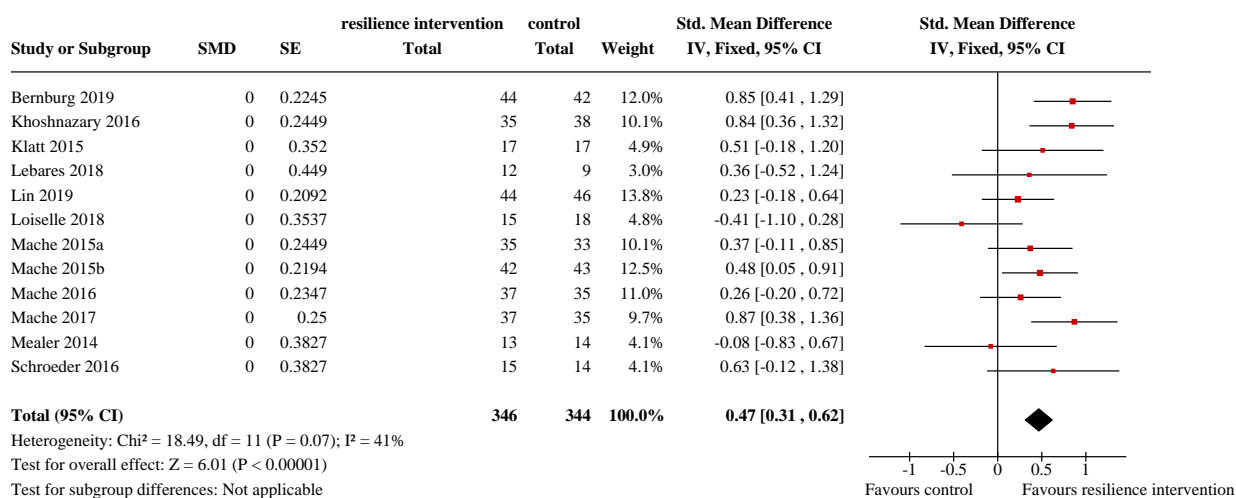 resilience intervention control Std. Mean Difference Std. Mean Difference
Study or Subgroup SMD SE Total Total Weight IV, Fixed, 95% CI IV, Fixed, 95% CI
Bernburg 2019 0 0.2245 44 42 12.0% 0.85 [0.41 , 1.29]
Khoshnazary 2016 0 0.2449 35 38 10.1% 0.84 [0.36 , 1.32]
Klatt 2015 0 0.352 17 17 4.9% 0.51 [-0.18 , 1.20]
Lebares 2018 0 0.449 12 9 3.0% 0.36 [-0.52 , 1.24]
Lin 2019 0 0.2092 44 46 13.8% 0.23 [-0.18 , 0.64]
Loiselle 2018 0 0.3537 15 18 4.8% -0.41 [-1.10 , 0.28]
Mache 2015a 0 0.2449 35 33 10.1% 0.37 [-0.11 , 0.85]
Mache 2015b 0 0.2194 42 43 12.5% 0.48 [0.05 , 0.91]
Mache 2016 0 0.2347 37 35 11.0% 0.26 [-0.20 , 0.72]
Mache 2017 0 0.25 37 35 9.7% 0.87 [0.38 , 1.36]
Mealer 2014 0 0.3827 13 14 4.1% -0.08 [-0.83 , 0.67]
Schroeder 2016 0 0.3827 15 14 4.1% 0.63 [-0.12 , 1.38]
Total (95% CI) 346 344 100.0% 0.47 [0.31 , 0.62]
Heterogeneity: Chi² = 18.49, df = 11 (P = 0.07); I² = 41%
Test for overall effect: Z = 6.01 (P < 0.00001)
Test for subgroup differences: Not applicable
-1 -0.5 0 0.5 1
Favours control Favours resilience intervention